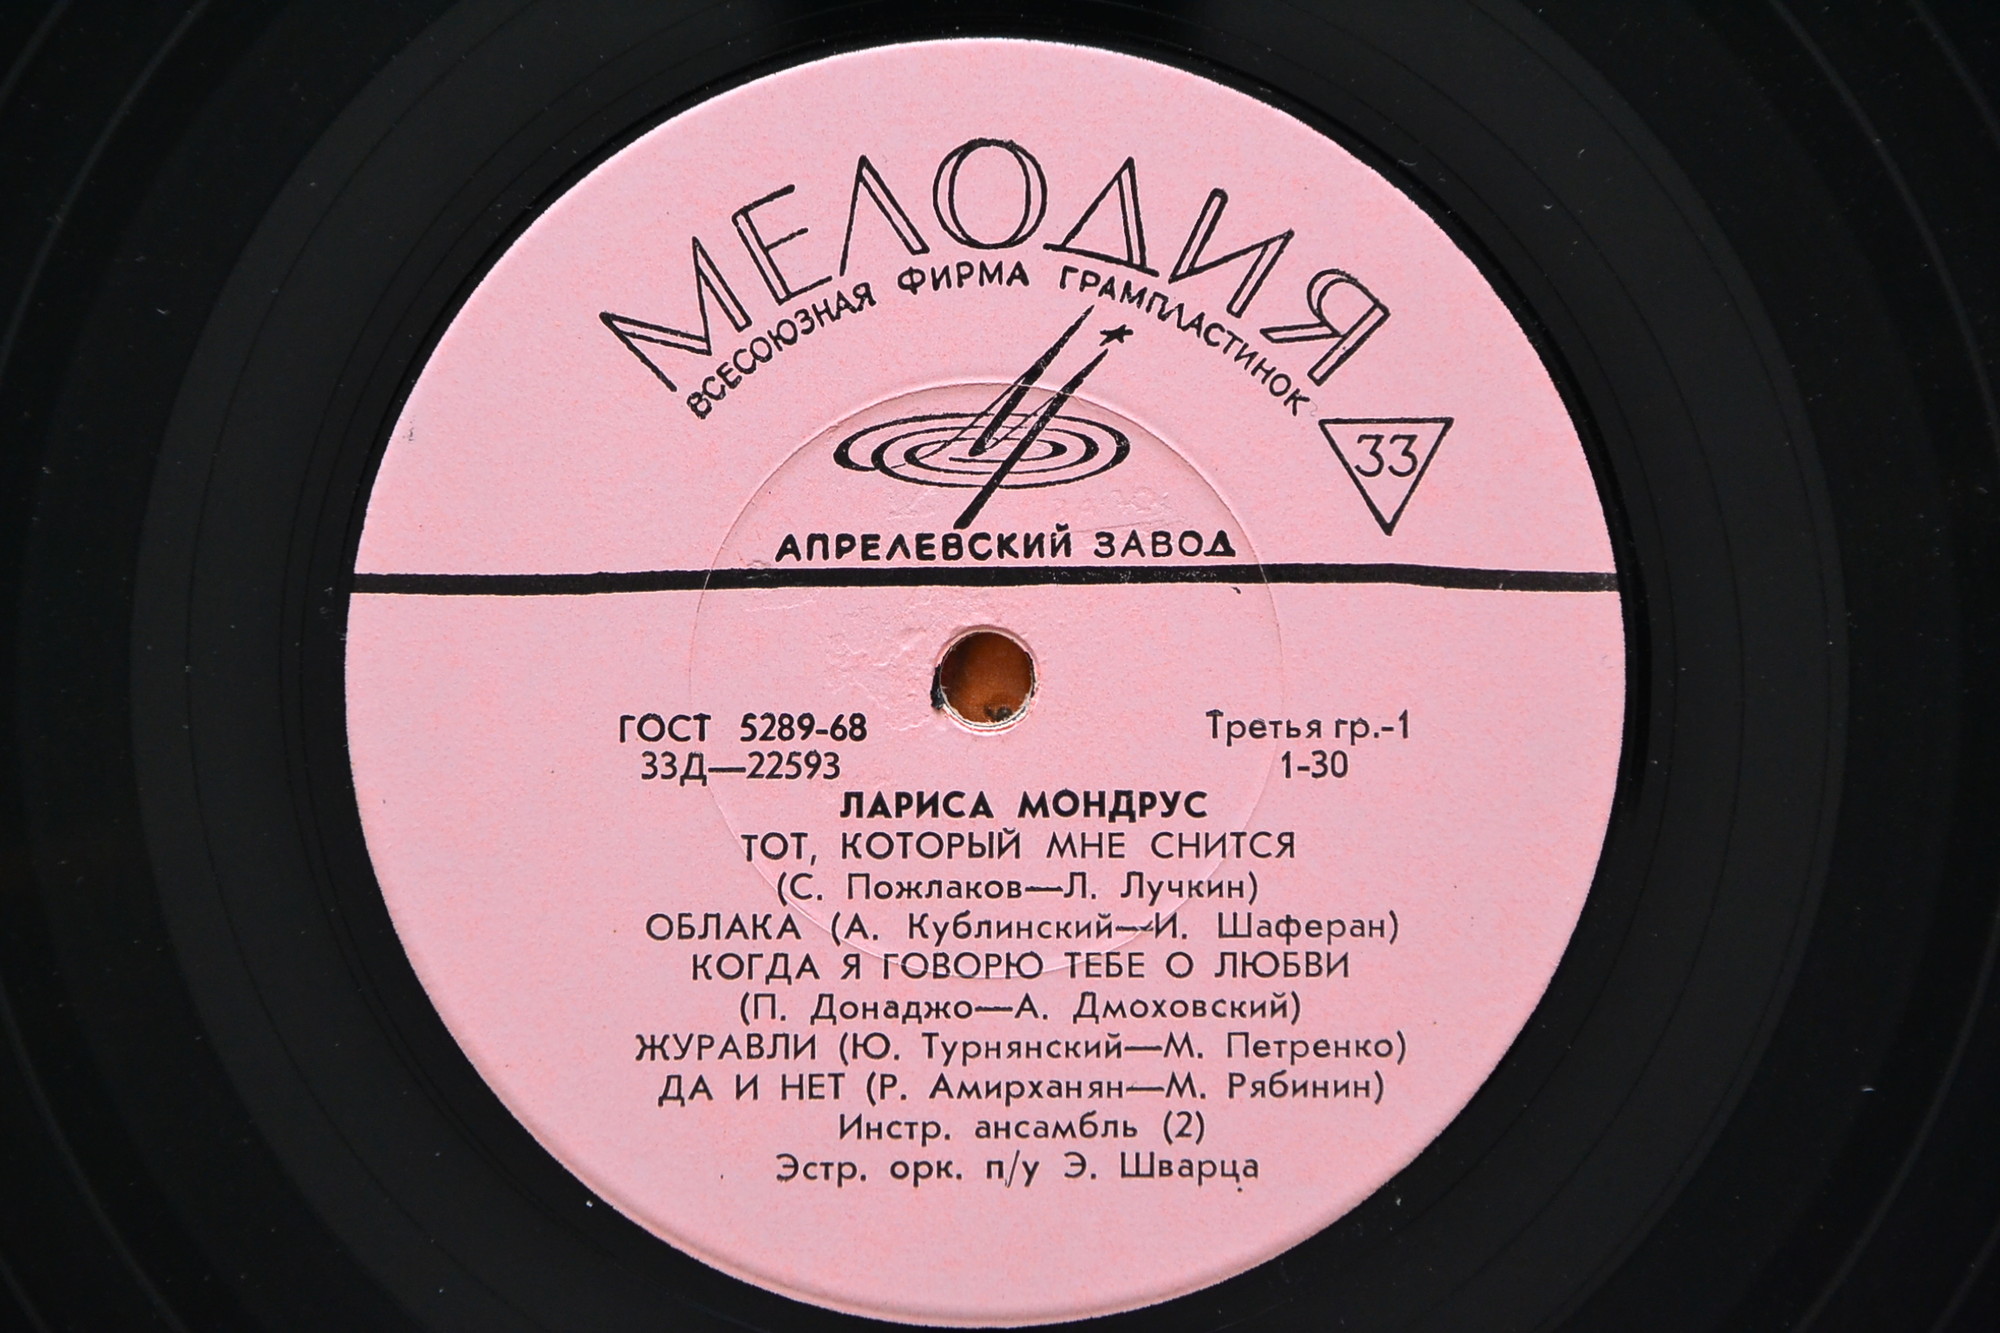 МЕЛОДИЯ
ВСЕСОЮЗНАЯ ФИРМА ГРАМПЛАСТИНОК
33
АПРЕЛЕВСКИЙ ЗАВОД
ГОСТ 5289-68
33Д—22593
Третья гр.-1
1-30
ЛАРИСА МОНДРУС
ТОТ, КОТОРЫЙ МНЕ СНИТСЯ
(С. Пожлаков—Л. Лучкин)
ОБЛАКА (А. Кублинский—И. Шаферан)
КОГДА Я ГОВОРЮ ТЕБЕ О ЛЮБВИ
(П. Донаджо—А. Дмоховский)
ЖУРАВЛИ (Ю. Турнянский—М. Петренко)
ДА И НЕТ (Р. Амирханян—М. Рябинин)
Инстр. ансамбль (2)
Эстр. орк. п/у Э. Шварца